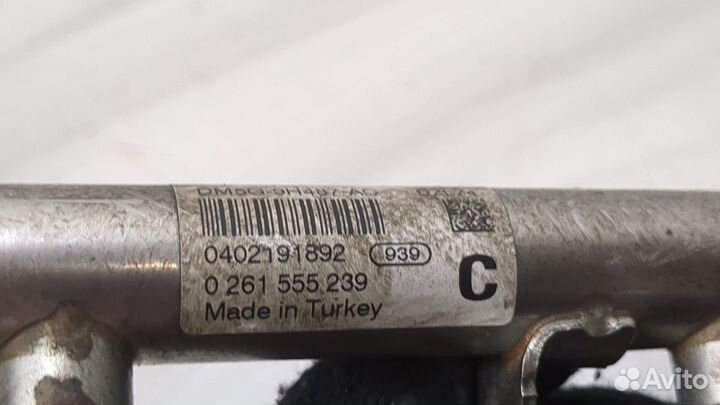 0402191892 939
0 261 555 239
C
Made in Turkey
Avito